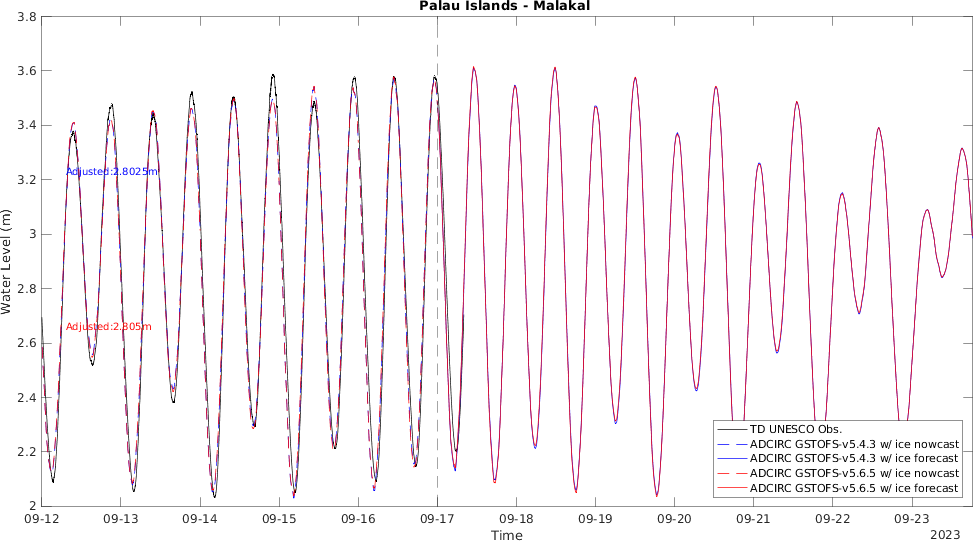 Palau Islands - Malakal
3.8
3.6
3.4
3.2
3
2.8
2.6
2.4
2.2
2
Water Level (m)
Adjusted:2.8025m
Adjusted:2.805m
TD UNESCO Obs.
ADCIRC GSTOFS-v5.4.3 w/ ice nowcast
ADCIRC GSTOFS-v5.4.3 w/ ice forecast
ADCIRC GSTOFS-v5.6.5 w/ ice nowcast
ADCIRC GSTOFS-v5.6.5 w/ ice forecast
09-12 09-13 09-14 09-15 09-16 09-17 09-18 09-19 09-20 09-21 09-22 09-23
Time
2023